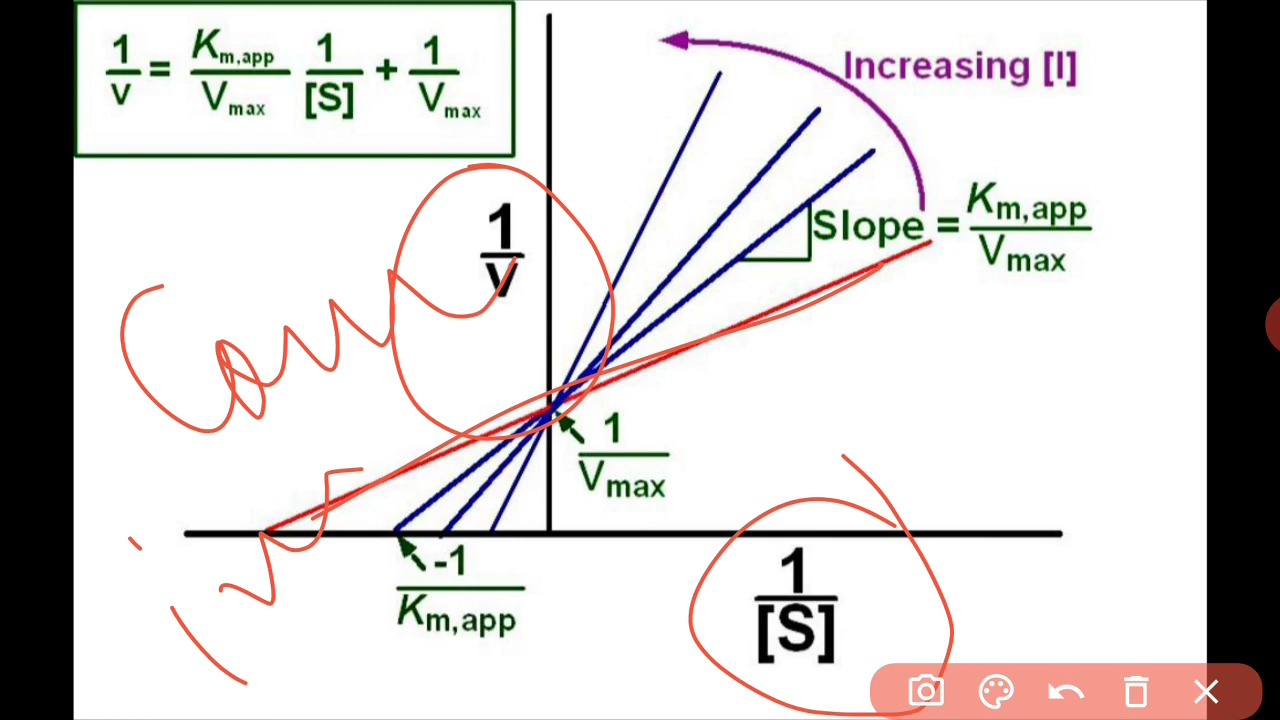 1/v = Km,app/Vmax 1/[S] + 1/Vmax
Increasing [I]
1/v
Slope = Km,app/Vmax
1/Vmax
-1/Km,app
1/[S]